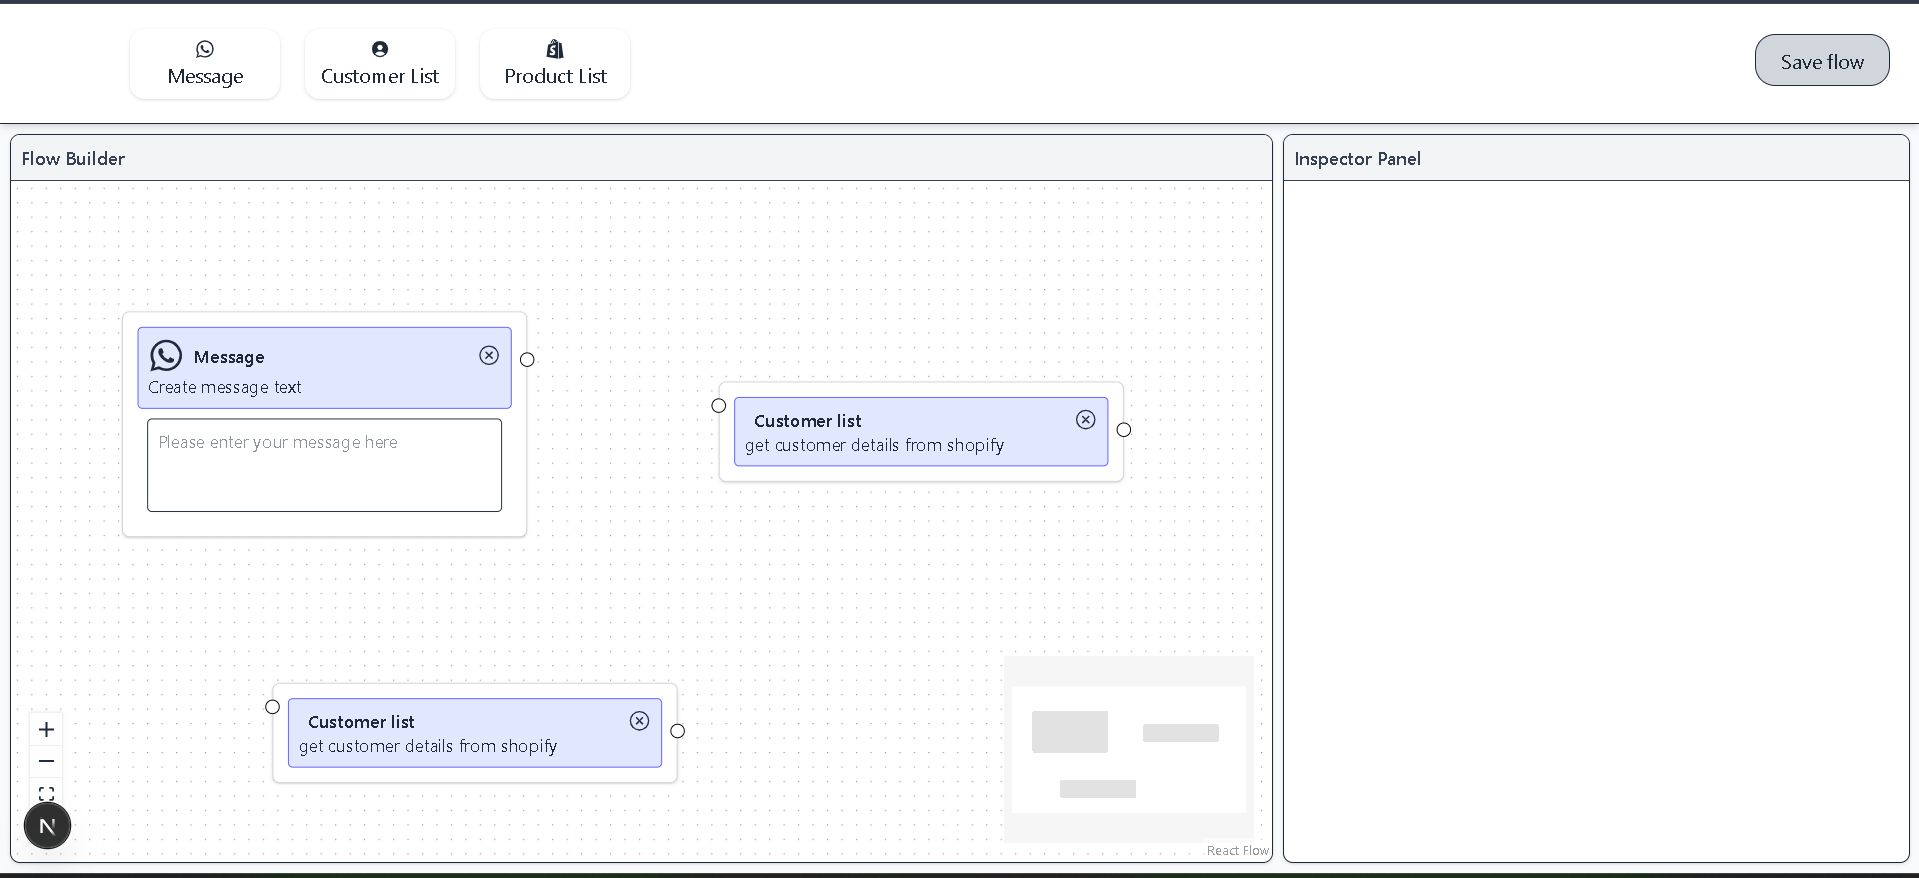 Message
Customer List
Product List
Save flow
Flow Builder
Inspector Panel
Message
Create message text
Please enter your message here
Customer list
get customer details from shopify
Customer list
get customer details from shopify
N
React Flow